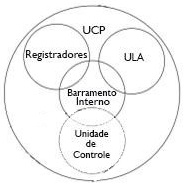 UCP
Registradores
ULA
Barramento
Interno
Unidade
de
Controle